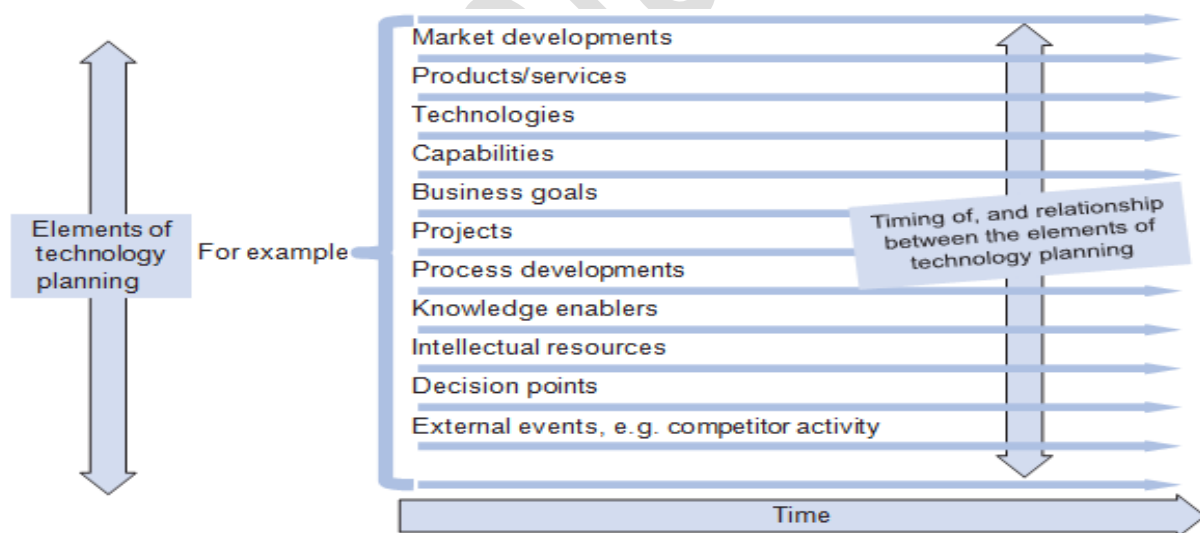 Market developments
Products/services
Technologies
Capabilities
Business goals
Projects
Process developments
Knowledge enablers
Intellectual resources
Decision points
External events, e.g. competitor activity
Elements of
technology
planning
For example
Timing of, and relationship
between the elements of
technology planning
Time